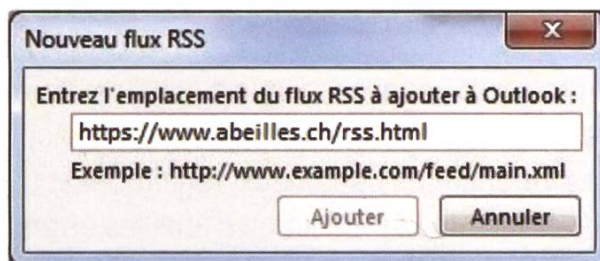 Nouveau flux RSS
Entrez l'emplacement du flux RSS à ajouter à Outlook :
https://www.abeilles.ch/rss.html
Exemple : http://www.example.com/feed/main.xml
Ajouter Annuler